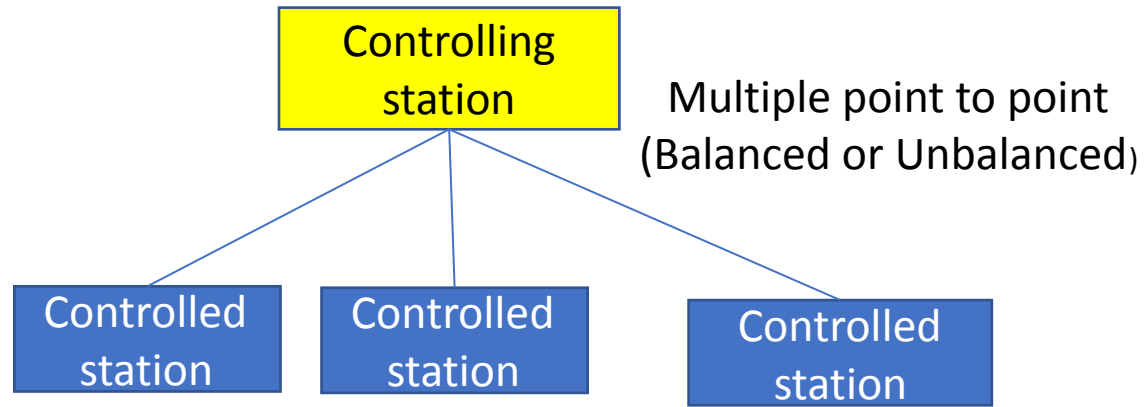 Controlling
station
Multiple point to point
(Balanced or Unbalanced)
Controlled
station
Controlled
station
Controlled
station